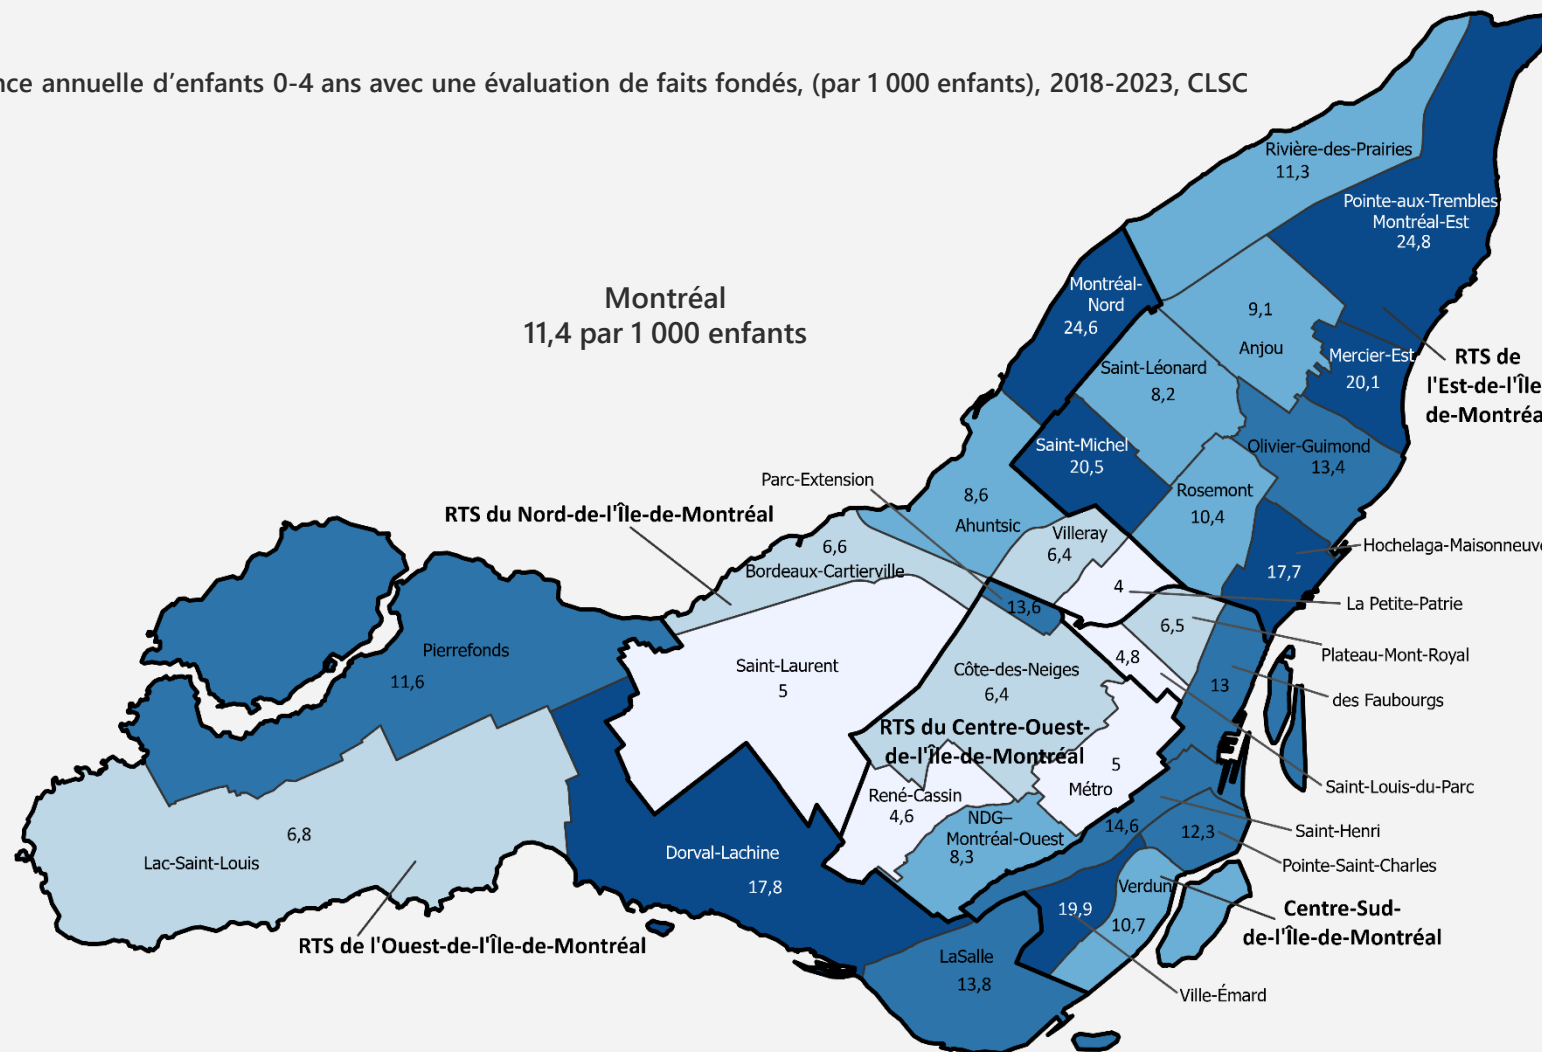 nce annuelle d'enfants 0-4 ans avec une évaluation de faits fondés, (par 1 000 enfants), 2018-2023, CLSC
Rivière-des-Prairies
11,3
Pointe-aux-Trembles
Montréal-Est
24,8
Montréal
11,4 par 1 000 enfants
Montréal-
Nord
24,6
9,1
Anjou
Mercier-Est
20,1
RTS de
l'Est-de-l'Île
de-Montréa
Saint-Léonard
8,2
Saint-Michel
20,5
Olivier-Guimond
13,4
Parc-Extension
Rosemont
10,4
8,6
Ahuntsic
RTS du Nord-de-l'Île-de-Montréal
Villeray
6,4
6,6
Bordeaux-Cartierville
Hochelaga-Maisonneuve
17,7
4
La Petite-Patrie
13,6
6,5
Plateau-Mont-Royal
Pierrefonds
11,6
Saint-Laurent
5
4,8
Côte-des-Neiges
6,4
13
des Faubourgs
RTS du Centre-Ouest-
de-l'Île-de-Montréal
5
Métro
Saint-Louis-du-Parc
René-Cassin
4,6
NDG–
Montréal-Ouest
8,3
14,6
Saint-Henri
12,3
Pointe-Saint-Charles
6,8
Lac-Saint-Louis
Dorval-Lachine
17,8
Verdun
10,7
19,9
Centre-Sud-
de-l'Île-de-Montréal
RTS de l'Ouest-de-l'Île-de-Montréal
LaSalle
13,8
Ville-Émard